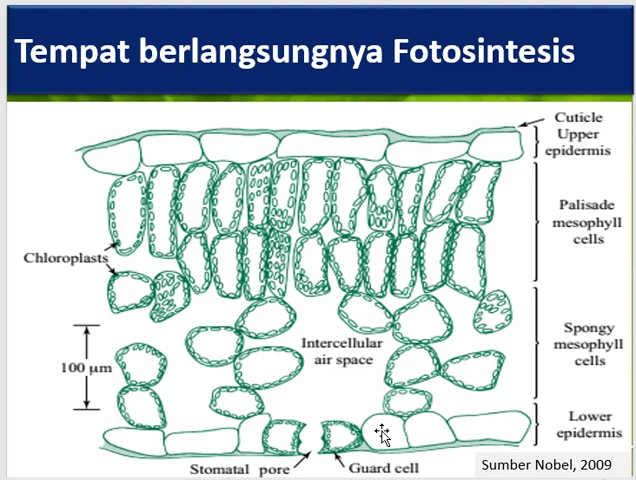 Tempat berlangsungnya Fotosintesis
Cuticle
Upper
epidermis
Palisade
mesophyll
cells
Chloroplasts
Intercellular
air space
Spongy
mesophyll
cells
100 μm
Lower
epidermis
Stomatal pore
Guard cell
Sumber Nobel, 2009